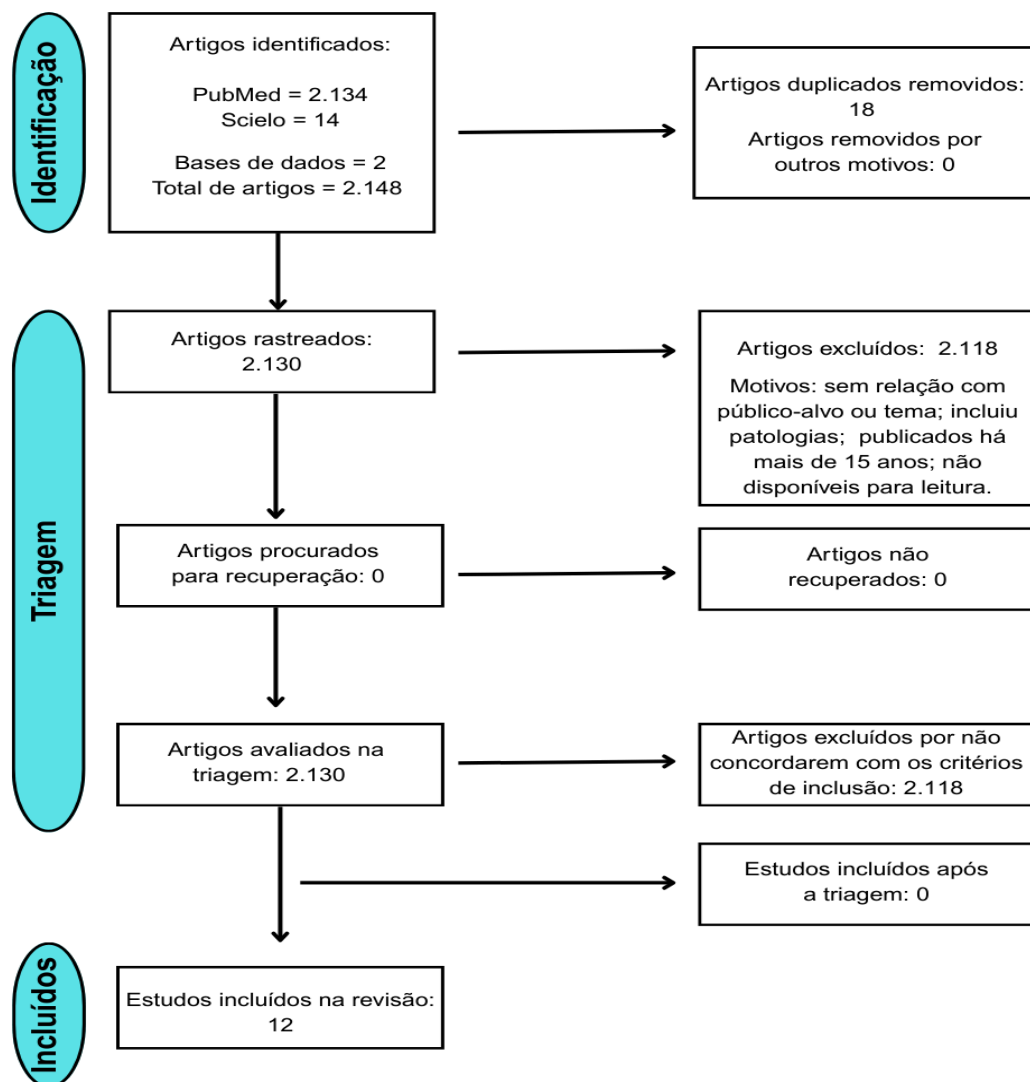 Identificação
Artigos identificados:
PubMed = 2.134
Scielo = 14
Bases de dados = 2
Total de artigos = 2.148
Artigos duplicados removidos:
18
Artigos removidos por
outros motivos: 0
Triagem
Artigos rastreados:
2.130
Artigos excluídos: 2.118
Motivos: sem relação com
público-alvo ou tema; incluiu
patologias; publicados há
mais de 15 anos; não
disponíveis para leitura.
Artigos procurados
para recuperação: 0
Artigos não
recuperados: 0
Artigos avaliados na
triagem: 2.130
Artigos excluídos por não
concordarem com os critérios
de inclusão: 2.118
Estudos incluídos após
a triagem: 0
Incluídos
Estudos incluídos na revisão:
12